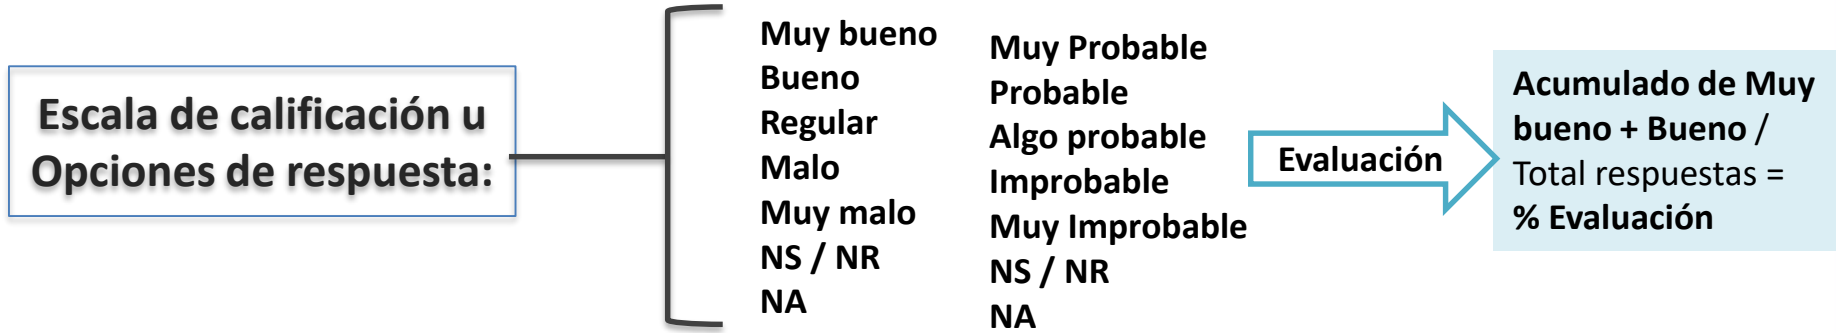 Escala de calificación u
Opciones de respuesta:
Muy bueno
Bueno
Regular
Malo
Muy malo
NS / NR
NA
Muy Probable
Probable
Algo probable
Improbable
Muy Improbable
NS / NR
NA
Evaluación
Acumulado de Muy
bueno + Bueno /
Total respuestas =
% Evaluación